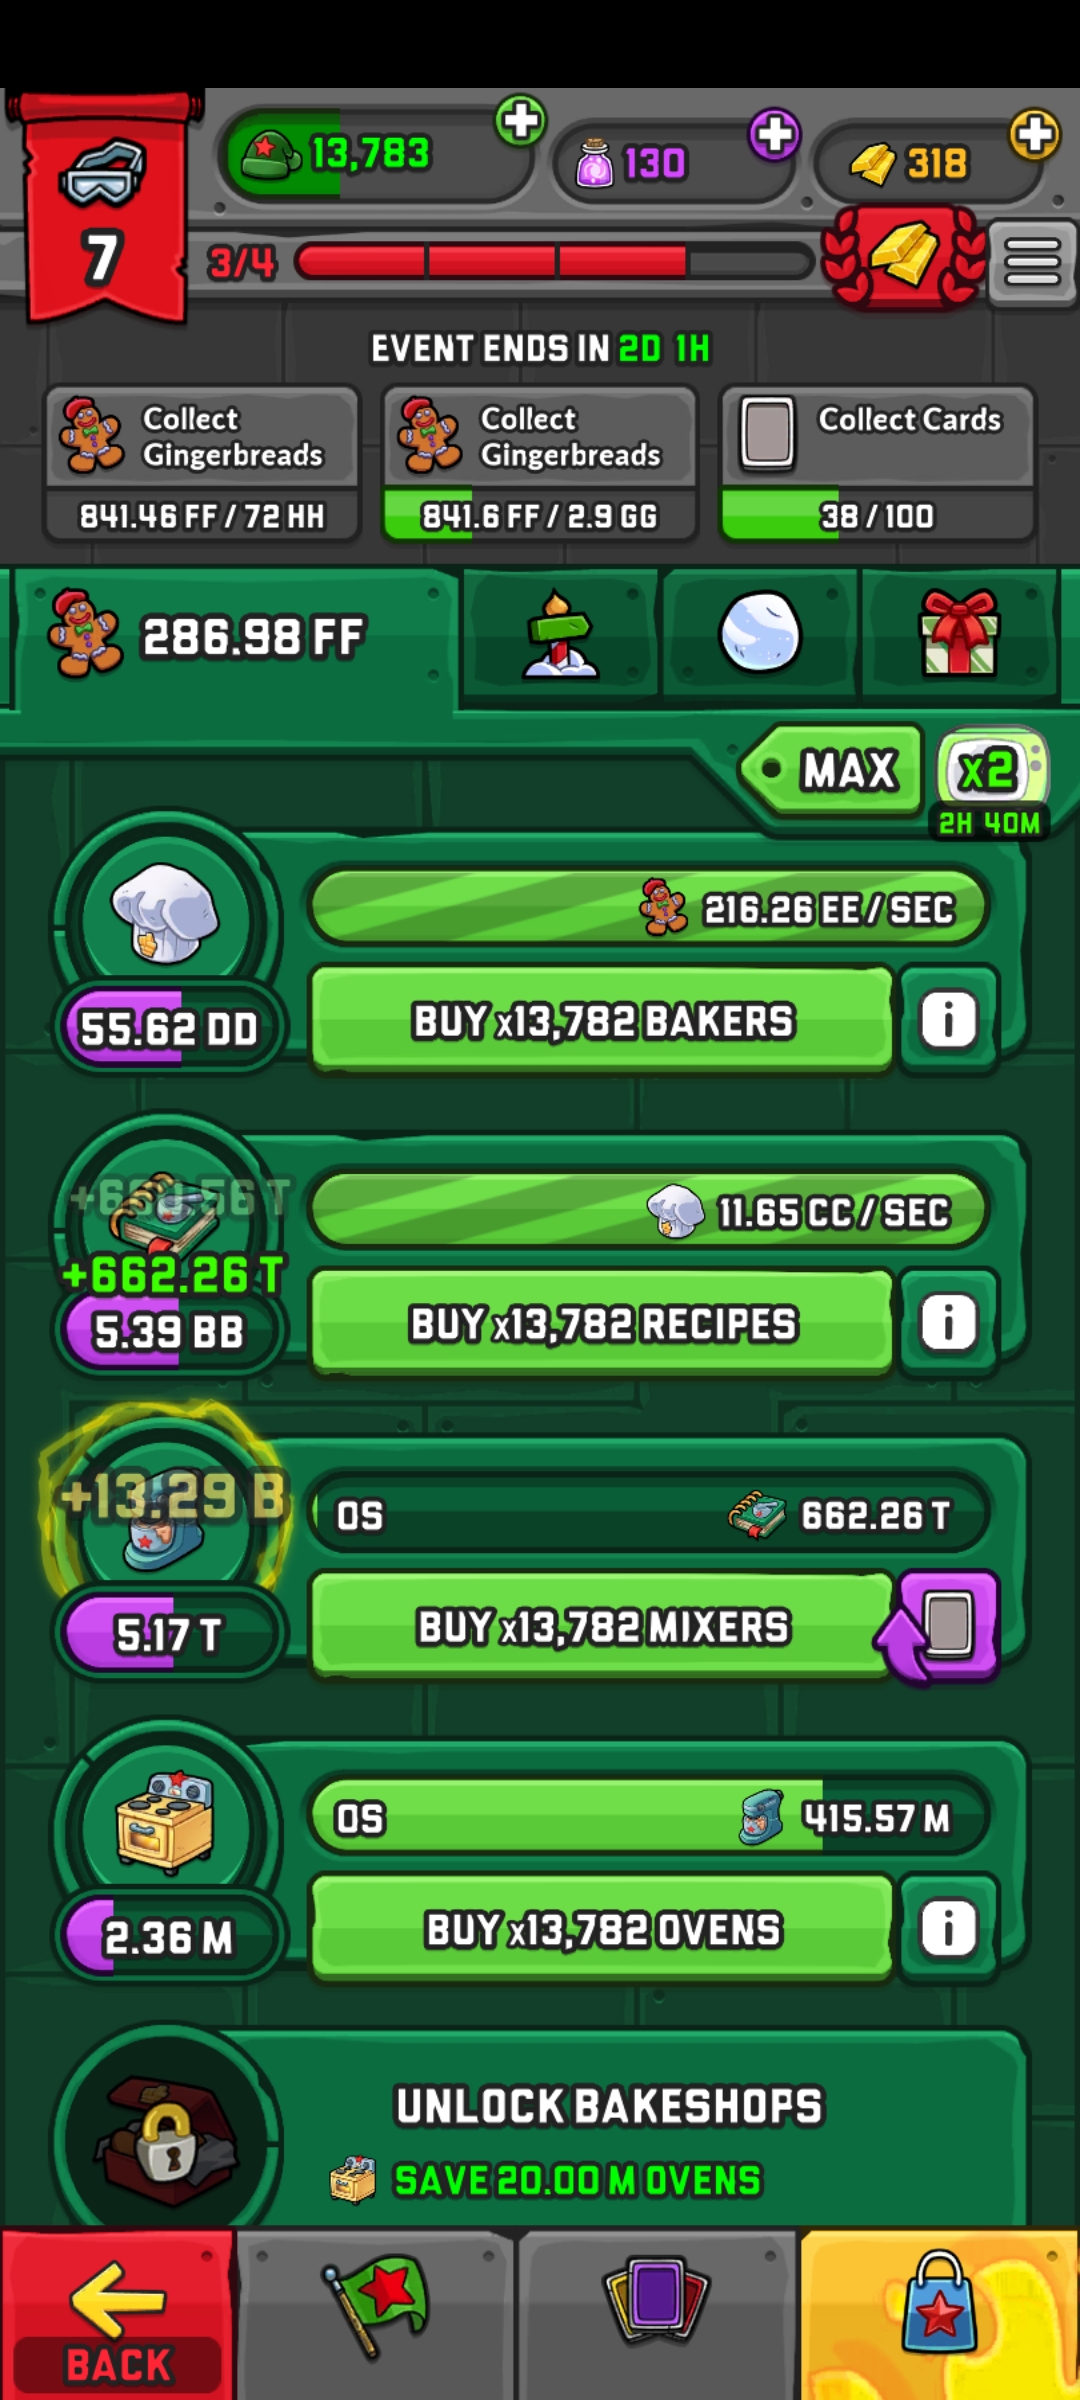 13,783
130
318
7
3/4
EVENT ENDS IN 2D 1H
Collect
Gingerbreads
841.46 FF / 72 HH
Collect
Gingerbreads
841.6 FF / 2.9 GG
Collect Cards
38 / 100
286.98 FF
MAX
x2
2H 40M
216.26 EE / SEC
55.62 DD
BUY x13,782 BAKERS
i
11.65 CC / SEC
+662.26 T
5.39 BB
BUY x13,782 RECIPES
i
+13.29 B
0S
662.26 T
5.17 T
BUY x13,782 MIXERS
0S
415.57 M
2.36 M
BUY x13,782 OVENS
i
UNLOCK BAKESHOPS
SAVE 20.00 M OVENS
BACK